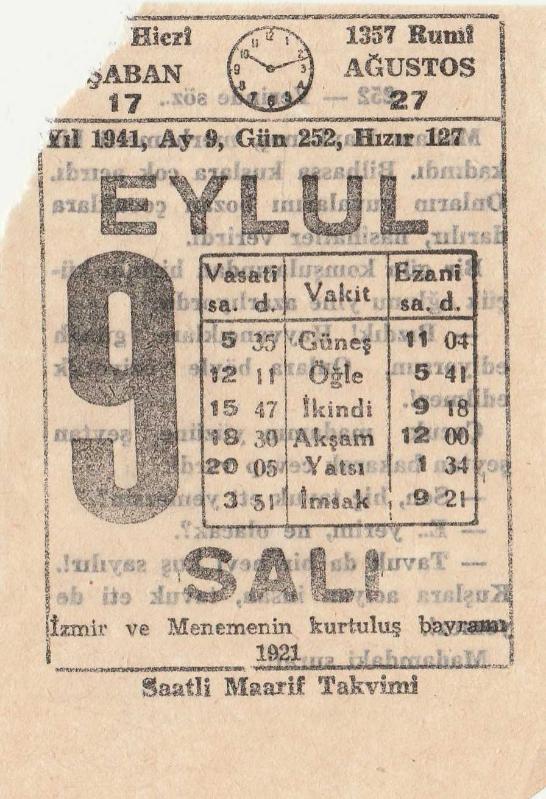 Hicrî 1357 Rumî
ŞABAN AĞUSTOS
17 27
Yıl 1941, Ay 9, Gün 252, Hızır 127
EYLUL
9
Vasati Vakit Ezani
sa. d. sa. d.
5 35 Güneş 11 04
12 11 Öğle 5 41
15 47 İkindi 9 18
18 30 Akşam 12 00
20 05 Yatsı 1 34
3 51 İmsak 9 21
SALI
İzmir ve Menemenin kurtuluş bayramı
1921
Saatli Maarif Takvimi